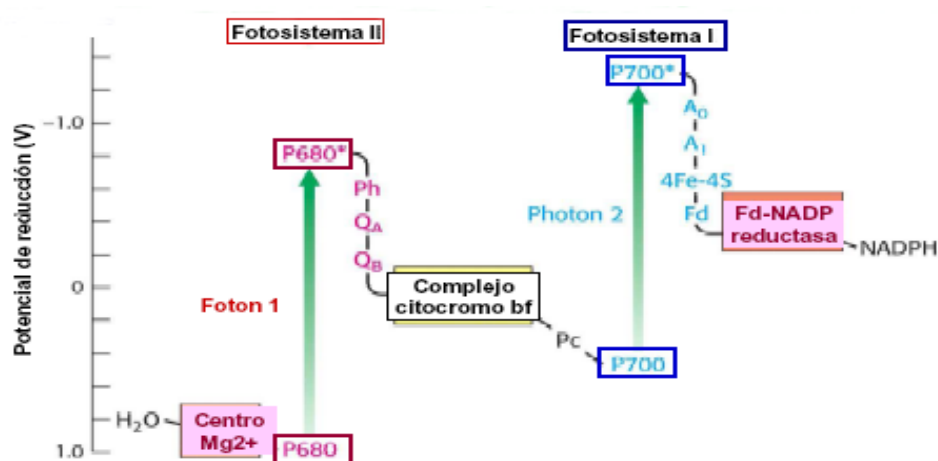 Fotosistema II
Fotosistema I
Potencial de reducción (V)
-1.0
0
1.0
P680*
Ph
QA
QB
Foton 1
Complejo
citocromo bf
Pc
H2O
Centro
Mg2+
P680
P700*
A0
A1
4Fe-4S
Fd
Photon 2
Fd-NADP
reductasa
NADPH
P700